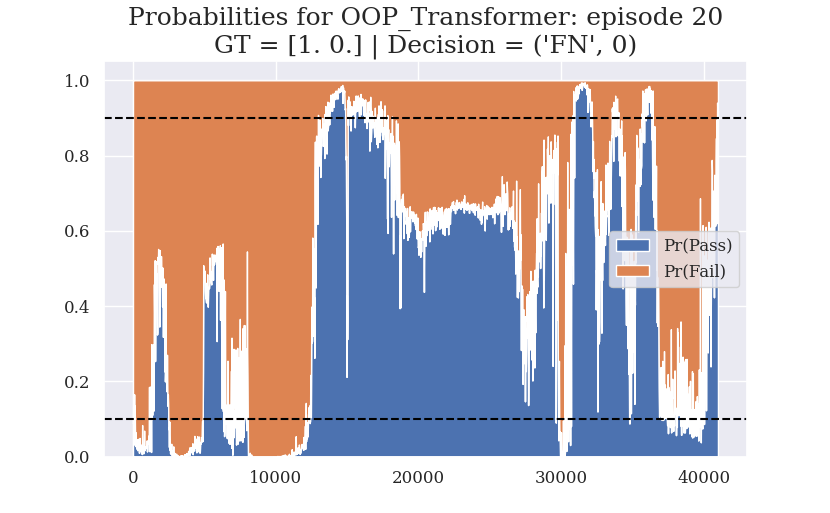 Probabilities for OOP_Transformer: episode 20
GT = [1. 0.] | Decision = ('FN', 0)
1.0
0.8
0.6
0.4
0.2
0.0
Pr(Pass)
Pr(Fail)
0
10000
20000
30000
40000